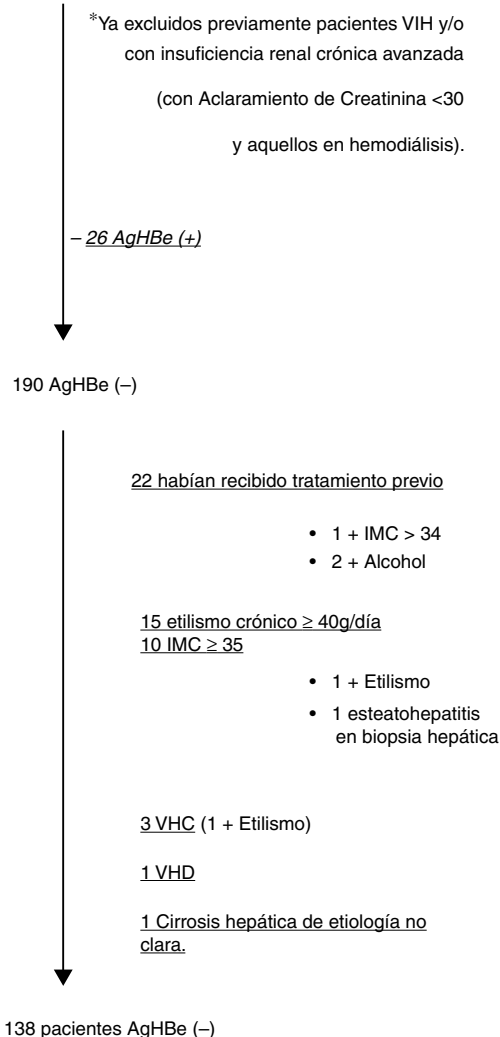 *Ya excluidos previamente pacientes VIH y/o
con insuficiencia renal crónica avanzada
(con Aclaramiento de Creatinina <30
y aquellos en hemodiálisis).
– 26 AgHBe (+)
190 AgHBe (–)
22 habían recibido tratamiento previo
• 1 + IMC > 34
• 2 + Alcohol
15 etilismo crónico ≥ 40g/día
10 IMC ≥ 35
• 1 + Etilismo
• 1 esteatohepatitis
en biopsia hepática
3 VHC (1 + Etilismo)
1 VHD
1 Cirrosis hepática de etiología no
clara.
138 pacientes AgHBe (–)